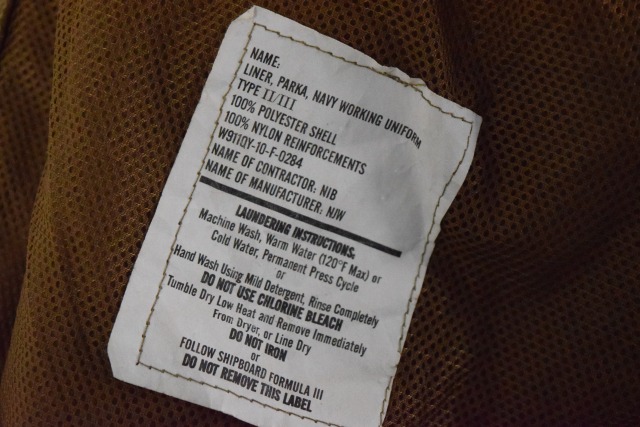 NAME:
LINER, PARKA, NAVY WORKING UNIFORM
TYPE II/III
100% POLYESTER SHELL
100% NYLON REINFORCEMENTS
W911QY-10-F-0284
NAME OF CONTRACTOR: NIB
NAME OF MANUFACTURER: NJW
LAUNDERING INSTRUCTIONS:
Machine Wash, Warm Water (120°F Max) or
Cold Water, Permanent Press Cycle
or
Hand Wash Using Mild Detergent, Rinse Completely
DO NOT USE CHLORINE BLEACH
Tumble Dry Low Heat and Remove Immediately
From Dryer, or Line Dry
DO NOT IRON
or
FOLLOW SHIPBOARD FORMULA III
DO NOT REMOVE THIS LABEL